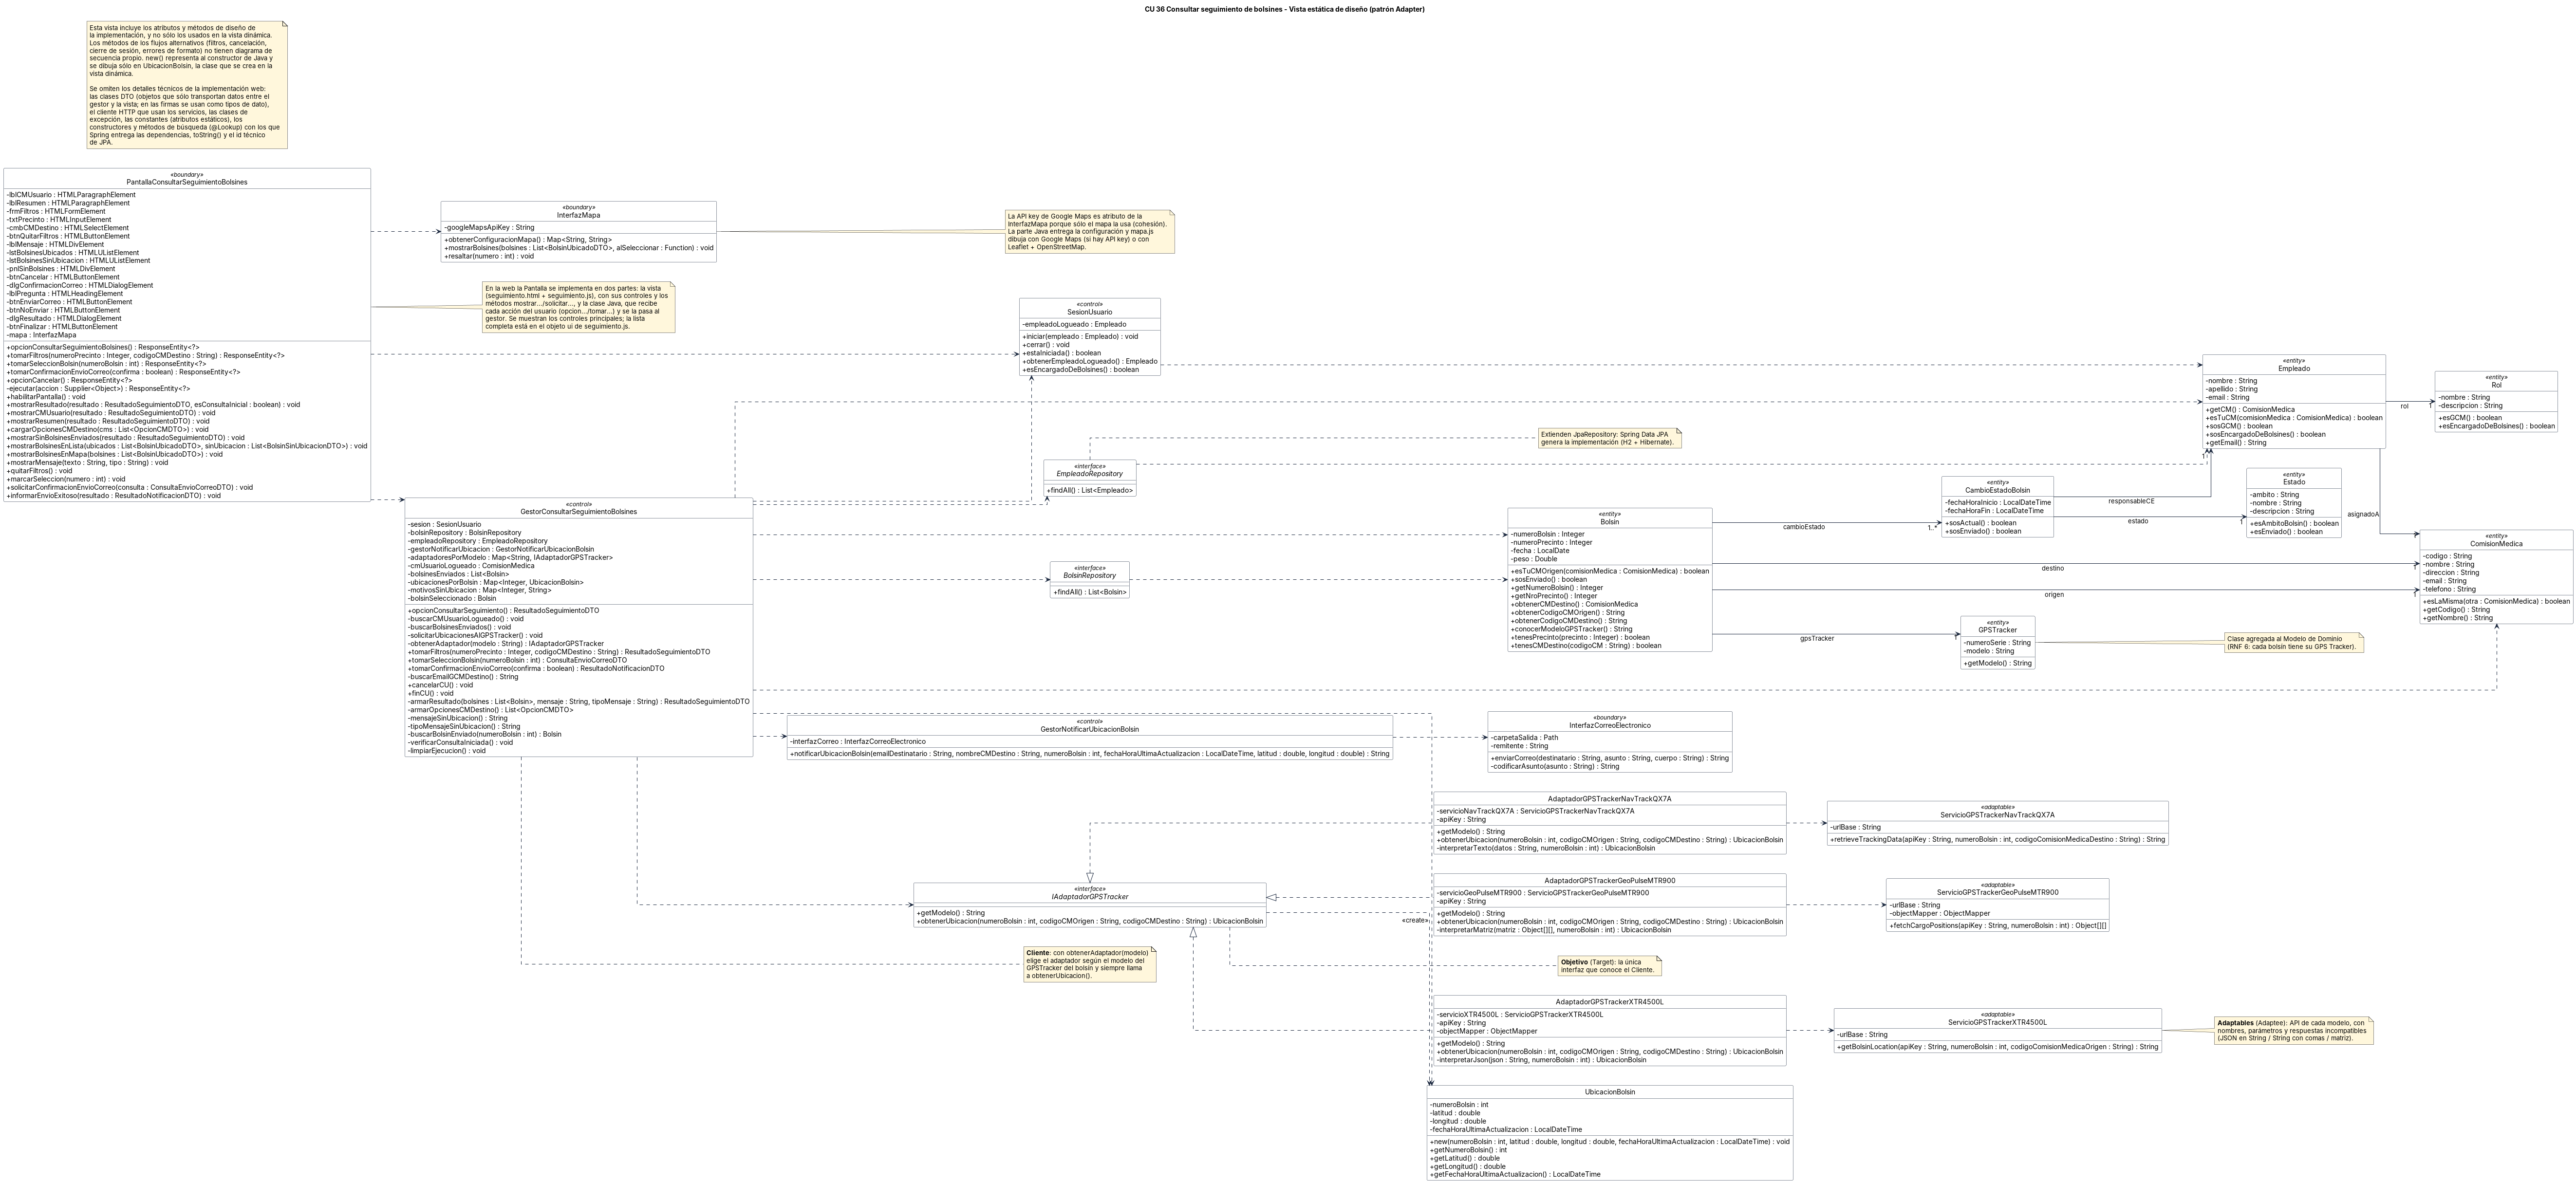 CU 36 Consultar seguimiento de bolsines - Vista estática de diseño (patrón Adapter)
Esta vista incluye los atributos y métodos de diseño de
la implementación, y no sólo los usados en la vista dinámica.
Los métodos de los flujos alternativos (filtros, cancelación,
cierre de sesión, errores de formato) no tienen diagrama de
secuencia propio. new() representa al constructor de Java y
se dibuja sólo en UbicacionBolsin, la clase que se crea en la
vista dinámica.
Se omiten los detalles técnicos de la implementación web:
las clases DTO (objetos que sólo transportan datos entre el
gestor y la vista; en las firmas se usan como tipos de dato),
el cliente HTTP que usan los servicios, las clases de
excepción, las constantes (atributos estáticos), los
constructores y métodos de búsqueda (@Lookup) con los que
Spring entrega las dependencias, toString() y el id técnico
de JPA.
«boundary»
PantallaConsultarSeguimientoBolsines
-lblCMUsuario : HTMLParagraphElement
-lblResumen : HTMLParagraphElement
-frmFiltros : HTMLFormElement
-txtPrecinto : HTMLInputElement
-cmbCMDestino : HTMLSelectElement
-btnQuitarFiltros : HTMLButtonElement
-lblMensaje : HTMLDivElement
-lstBolsinesUbicados : HTMLUListElement
-lstBolsinesSinUbicacion : HTMLUListElement
-pnlSinBolsines : HTMLDivElement
-btnCancelar : HTMLButtonElement
-dlgConfirmacionCorreo : HTMLDialogElement
-lblPregunta : HTMLHeadingElement
-btnEnviarCorreo : HTMLButtonElement
-btnNoEnviar : HTMLButtonElement
-dlgResultado : HTMLDialogElement
-btnFinalizar : HTMLButtonElement
-mapa : InterfazMapa
+opcionConsultarSeguimientoBolsines() : ResponseEntity<?>
+tomarFiltros(numeroPrecinto : Integer, codigoCMDestino : String) : ResponseEntity<?>
+tomarSeleccionBolsin(numeroBolsin : int) : ResponseEntity<?>
+tomarConfirmacionEnvioCorreo(confirma : boolean) : ResponseEntity<?>
+opcionCancelar() : ResponseEntity<?>
-ejecutar(accion : Supplier<Object>) : ResponseEntity<?>
+habilitarPantalla() : void
+mostrarResultado(resultado : ResultadoSeguimientoDTO, esConsultaInicial : boolean) : void
+mostrarCMUsuario(resultado : ResultadoSeguimientoDTO) : void
+mostrarResumen(resultado : ResultadoSeguimientoDTO) : void
+cargarOpcionesCMDestino(cms : List<OpcionCMDTO>) : void
+mostrarSinBolsinesEnviados(resultado : ResultadoSeguimientoDTO) : void
+mostrarBolsinesEnLista(ubicados : List<BolsinUbicadoDTO>, sinUbicacion : List<BolsinSinUbicacionDTO>) : void
+mostrarBolsinesEnMapa(bolsines : List<BolsinUbicadoDTO>) : void
+mostrarMensaje(texto : String, tipo : String) : void
+quitarFiltros() : void
+marcarSeleccion(numero : int) : void
+solicitarConfirmacionEnvioCorreo(consulta : ConsultaEnvioCorreoDTO) : void
+informarEnvioExitoso(resultado : ResultadoNotificacionDTO) : void
«boundary»
InterfazMapa
-googleMapsApiKey : String
+obtenerConfiguracionMapa() : Map<String, String>
+mostrarBolsines(bolsines : List<BolsinUbicadoDTO>, alSeleccionar : Function) : void
+resaltar(numero : int) : void
La API key de Google Maps es atributo de la
InterfazMapa porque sólo el mapa la usa (cohesión).
La parte Java entrega la configuración y mapa.js
dibuja con Google Maps (si hay API key) o con
Leaflet + OpenStreetMap.
En la web la Pantalla se implementa en dos partes: la vista
(seguimiento.html + seguimiento.js), con sus controles y los
métodos mostrar.../solicitar..., y la clase Java, que recibe
cada acción del usuario (opcion.../tomar...) y se la pasa al
gestor. Se muestran los controles principales; la lista
completa está en el objeto ui de seguimiento.js.
«control»
SesionUsuario
-empleadoLogueado : Empleado
+iniciar(empleado : Empleado) : void
+cerrar() : void
+estaIniciada() : boolean
+obtenerEmpleadoLogueado() : Empleado
+esEncargadoDeBolsines() : boolean
«entity»
Empleado
-nombre : String
-apellido : String
-email : String
+getCM() : ComisionMedica
+esTuCM(comisionMedica : ComisionMedica) : boolean
+sosGCM() : boolean
+sosEncargadoDeBolsines() : boolean
+getEmail() : String
rol
1
«entity»
Rol
-nombre : String
-descripcion : String
+esGCM() : boolean
+esEncargadoDeBolsines() : boolean
Extienden JpaRepository: Spring Data JPA
genera la implementación (H2 + Hibernate).
«interface»
EmpleadoRepository
+findAll() : List<Empleado>
1
«entity»
CambioEstadoBolsin
-fechaHoraInicio : LocalDateTime
-fechaHoraFin : LocalDateTime
+sosActual() : boolean
+sosEnviado() : boolean
responsableCE
estado
1
«entity»
Estado
-ambito : String
-nombre : String
-descripcion : String
+esAmbitoBolsin() : boolean
+esEnviado() : boolean
asignadoA
1
«control»
GestorConsultarSeguimientoBolsines
-sesion : SesionUsuario
-bolsinRepository : BolsinRepository
-empleadoRepository : EmpleadoRepository
-gestorNotificarUbicacion : GestorNotificarUbicacionBolsin
-adaptadoresPorModelo : Map<String, IAdaptadorGPSTracker>
-cmUsuarioLogueado : ComisionMedica
-bolsinesEnviados : List<Bolsin>
-ubicacionesPorBolsin : Map<Integer, UbicacionBolsin>
-motivosSinUbicacion : Map<Integer, String>
-bolsinSeleccionado : Bolsin
+opcionConsultarSeguimiento() : ResultadoSeguimientoDTO
-buscarCMUsuarioLogueado() : void
-buscarBolsinesEnviados() : void
-solicitarUbicacionesAlGPSTracker() : void
-obtenerAdaptador(modelo : String) : IAdaptadorGPSTracker
+tomarFiltros(numeroPrecinto : Integer, codigoCMDestino : String) : ResultadoSeguimientoDTO
+tomarSeleccionBolsin(numeroBolsin : int) : ConsultaEnvioCorreoDTO
+tomarConfirmacionEnvioCorreo(confirma : boolean) : ResultadoNotificacionDTO
-buscarEmailGCMDestino() : String
+cancelarCU() : void
+finCU() : void
-armarResultado(bolsines : List<Bolsin>, mensaje : String, tipoMensaje : String) : ResultadoSeguimientoDTO
-armarOpcionesCMDestino() : List<OpcionCMDTO>
-mensajeSinUbicacion() : String
-tipoMensajeSinUbicacion() : String
-buscarBolsinEnviado(numeroBolsin : int) : Bolsin
-verificarConsultaIniciada() : void
-limpiarEjecucion() : void
«interface»
BolsinRepository
+findAll() : List<Bolsin>
«entity»
Bolsin
-numeroBolsin : Integer
-numeroPrecinto : Integer
-fecha : LocalDate
-peso : Double
+esTuCMOrigen(comisionMedica : ComisionMedica) : boolean
+sosEnviado() : boolean
+getNumeroBolsin() : Integer
+getNroPrecinto() : Integer
+obtenerCMDestino() : ComisionMedica
+obtenerCodigoCMOrigen() : String
+obtenerCodigoCMDestino() : String
+conocerModeloGPSTracker() : String
+tenesPrecinto(precinto : Integer) : boolean
+tenesCMDestino(codigoCM : String) : boolean
cambioEstado
1..*
destino
1
origen
1
gpsTracker
1
«entity»
ComisionMedica
-codigo : String
-nombre : String
-direccion : String
-email : String
-telefono : String
+esLaMisma(otra : ComisionMedica) : boolean
+getCodigo() : String
+getNombre() : String
«entity»
GPSTracker
-numeroSerie : String
-modelo : String
+getModelo() : String
Clase agregada al Modelo de Dominio
(RNF 6: cada bolsín tiene su GPS Tracker).
«control»
GestorNotificarUbicacionBolsin
-interfazCorreo : InterfazCorreoElectronico
+notificarUbicacionBolsin(emailDestinatario : String, nombreCMDestino : String, numeroBolsin : int, fechaHoraUltimaActualizacion : LocalDateTime, latitud : double, longitud : double) : String
«boundary»
InterfazCorreoElectronico
-carpetaSalida : Path
-remitente : String
+enviarCorreo(destinatario : String, asunto : String, cuerpo : String) : String
-codificarAsunto(asunto : String) : String
AdaptadorGPSTrackerNavTrackQX7A
-servicioNavTrackQX7A : ServicioGPSTrackerNavTrackQX7A
-apiKey : String
+getModelo() : String
+obtenerUbicacion(numeroBolsin : int, codigoCMOrigen : String, codigoCMDestino : String) : UbicacionBolsin
-interpretarTexto(datos : String, numeroBolsin : int) : UbicacionBolsin
«adaptable»
ServicioGPSTrackerNavTrackQX7A
-urlBase : String
+retrieveTrackingData(apiKey : String, numeroBolsin : int, codigoComisionMedicaDestino : String) : String
«interface»
IAdaptadorGPSTracker
+getModelo() : String
+obtenerUbicacion(numeroBolsin : int, codigoCMOrigen : String, codigoCMDestino : String) : UbicacionBolsin
«create»
AdaptadorGPSTrackerGeoPulseMTR900
-servicioGeoPulseMTR900 : ServicioGPSTrackerGeoPulseMTR900
-apiKey : String
+getModelo() : String
+obtenerUbicacion(numeroBolsin : int, codigoCMOrigen : String, codigoCMDestino : String) : UbicacionBolsin
-interpretarMatriz(matriz : Object[][], numeroBolsin : int) : UbicacionBolsin
«adaptable»
ServicioGPSTrackerGeoPulseMTR900
-urlBase : String
-objectMapper : ObjectMapper
+fetchCargoPositions(apiKey : String, numeroBolsin : int) : Object[][]
Cliente: con obtenerAdaptador(modelo)
elige el adaptador según el modelo del
GPSTracker del bolsín y siempre llama
a obtenerUbicacion().
Objetivo (Target): la única
interfaz que conoce el Cliente.
AdaptadorGPSTrackerXTR4500L
-servicioXTR4500L : ServicioGPSTrackerXTR4500L
-apiKey : String
-objectMapper : ObjectMapper
+getModelo() : String
+obtenerUbicacion(numeroBolsin : int, codigoCMOrigen : String, codigoCMDestino : String) : UbicacionBolsin
-interpretarJson(json : String, numeroBolsin : int) : UbicacionBolsin
«adaptable»
ServicioGPSTrackerXTR4500L
-urlBase : String
+getBolsinLocation(apiKey : String, numeroBolsin : int, codigoComisionMedicaOrigen : String) : String
Adaptables (Adaptee): API de cada modelo, con
nombres, parámetros y respuestas incompatibles
(JSON en String / String con comas / matriz).
UbicacionBolsin
-numeroBolsin : int
-latitud : double
-longitud : double
-fechaHoraUltimaActualizacion : LocalDateTime
+new(numeroBolsin : int, latitud : double, longitud : double, fechaHoraUltimaActualizacion : LocalDateTime) : void
+getNumeroBolsin() : int
+getLatitud() : double
+getLongitud() : double
+getFechaHoraUltimaActualizacion() : LocalDateTime